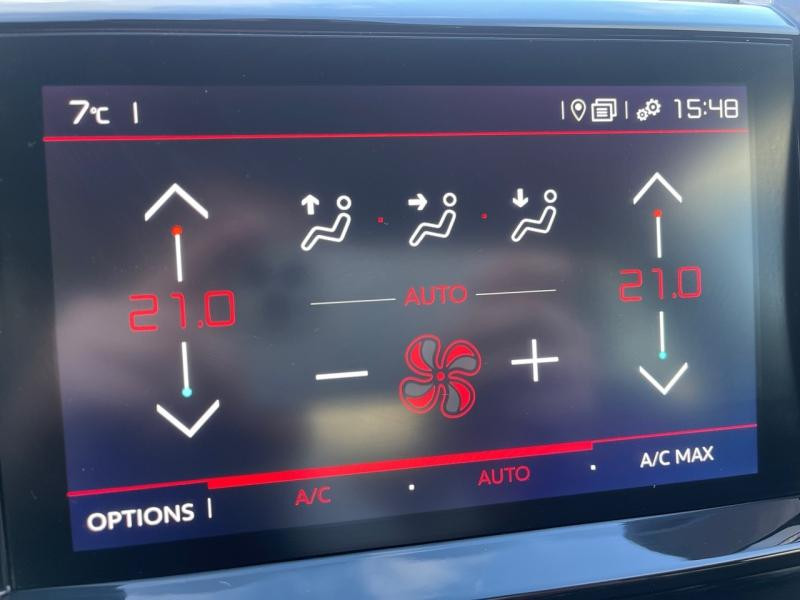 7°C 15:48
21.0 21.0
AUTO
OPTIONS A/C AUTO A/C MAX